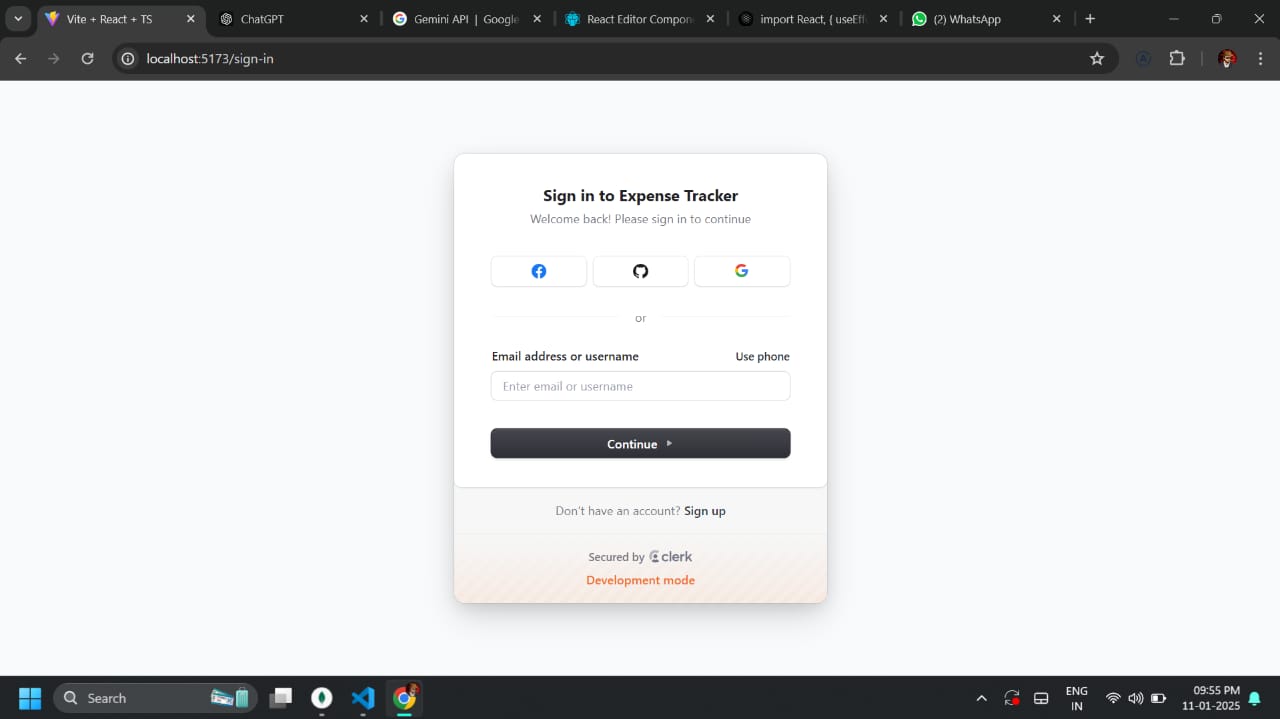 Vite + React + TS
ChatGPT
Gemini API | Google
React Editor Compon
import React, { useEff
(2) WhatsApp
localhost:5173/sign-in
Sign in to Expense Tracker
Welcome back! Please sign in to continue
or
Email address or username Use phone
Enter email or username
Continue
Don't have an account? Sign up
Secured by clerk
Development mode
Search
ENG
IN
09:55 PM
11-01-2025